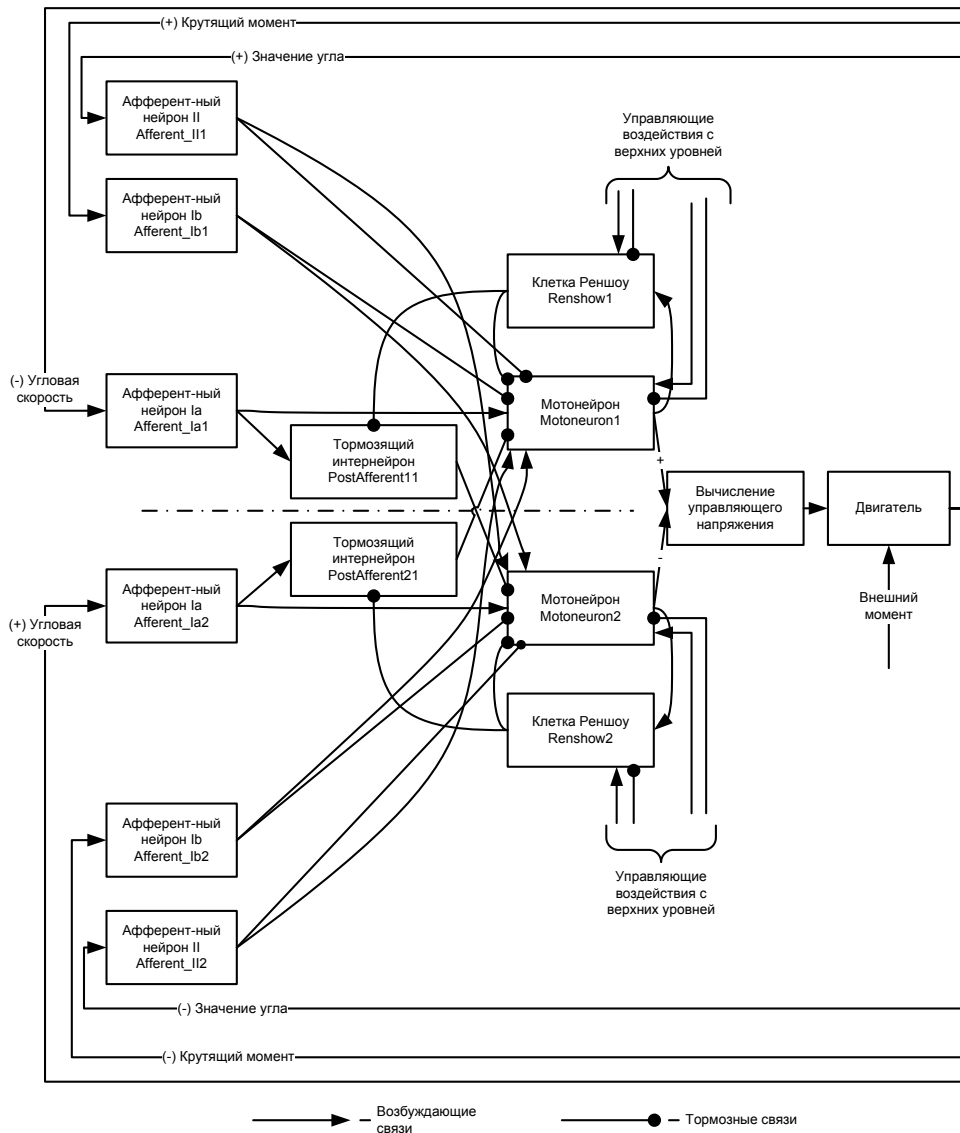 (+) Крутящий момент
(+) Значение угла
Афферент-ный
нейрон II
Afferent_II1
Управляющие
воздействия с
верхних уровней
Афферент-ный
нейрон Ib
Afferent_Ib1
Клетка Реншоу
Renshow1
(-) Угловая
скорость
Афферент-ный
нейрон Ia
Afferent_Ia1
Мотонейрон
Motoneuron1
Тормозящий
интернейрон
PostAfferent11
+
Вычисление
управляющего
напряжения
Двигатель
Тормозящий
интернейрон
PostAfferent21
-
(+) Угловая
скорость
Афферент-ный
нейрон Ia
Afferent_Ia2
Мотонейрон
Motoneuron2
Внешний
момент
Клетка Реншоу
Renshow2
Афферент-ный
нейрон Ib
Afferent_Ib2
Управляющие
воздействия с
верхних уровней
Афферент-ный
нейрон II
Afferent_II2
(-) Значение угла
(-) Крутящий момент
– Возбуждающие
связи
– Тормозные связи